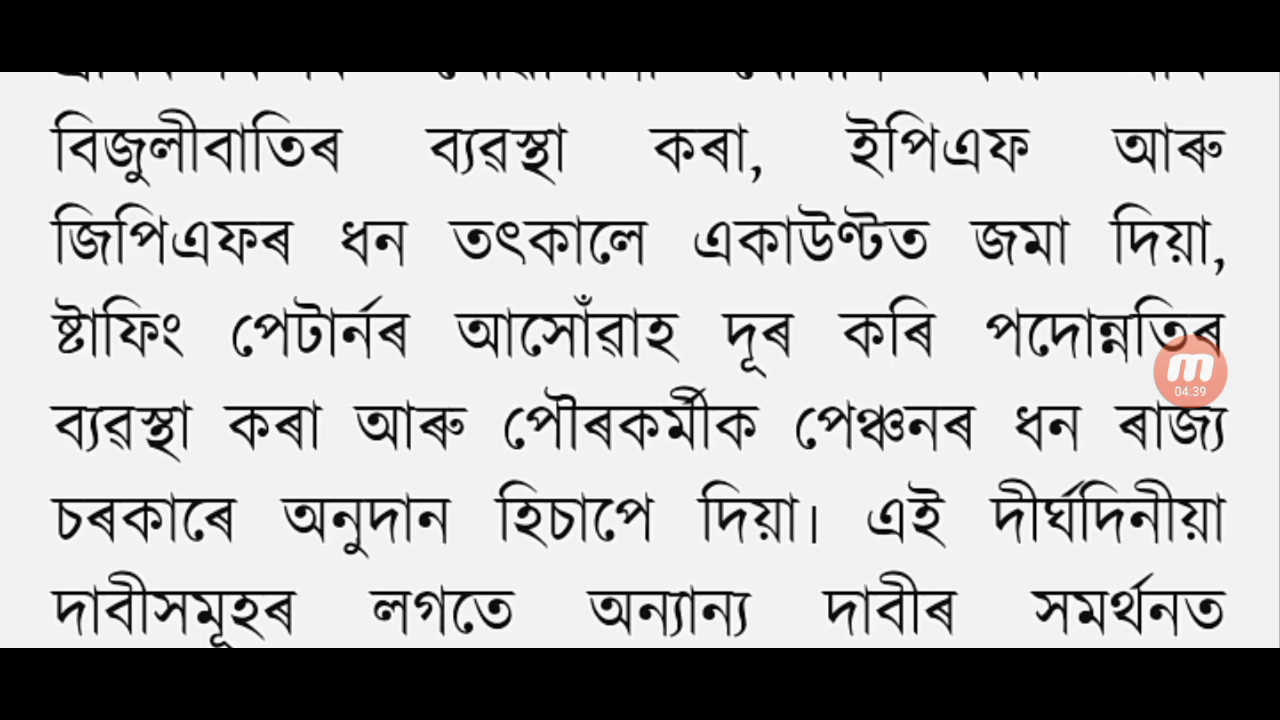 বিজুলীবাতিৰ ব্যৱস্থা কৰা, ইপিএফ আৰু
জিপিএফৰ ধন তৎকালে একাউণ্টত জমা দিয়া,
ষ্টাফিং পেটাৰ্নৰ আসোঁৱাহ দূৰ কৰি পদোন্নতিৰ
04:39
ব্যৱস্থা কৰা আৰু পৌৰকৰ্মীক পেঞ্চনৰ ধন ৰাজ্য
চৰকাৰে অনুদান হিচাপে দিয়া। এই দীৰ্ঘদিনীয়া
দাবীসমূহৰ লগতে অন্যান্য দাবীৰ সমৰ্থনত